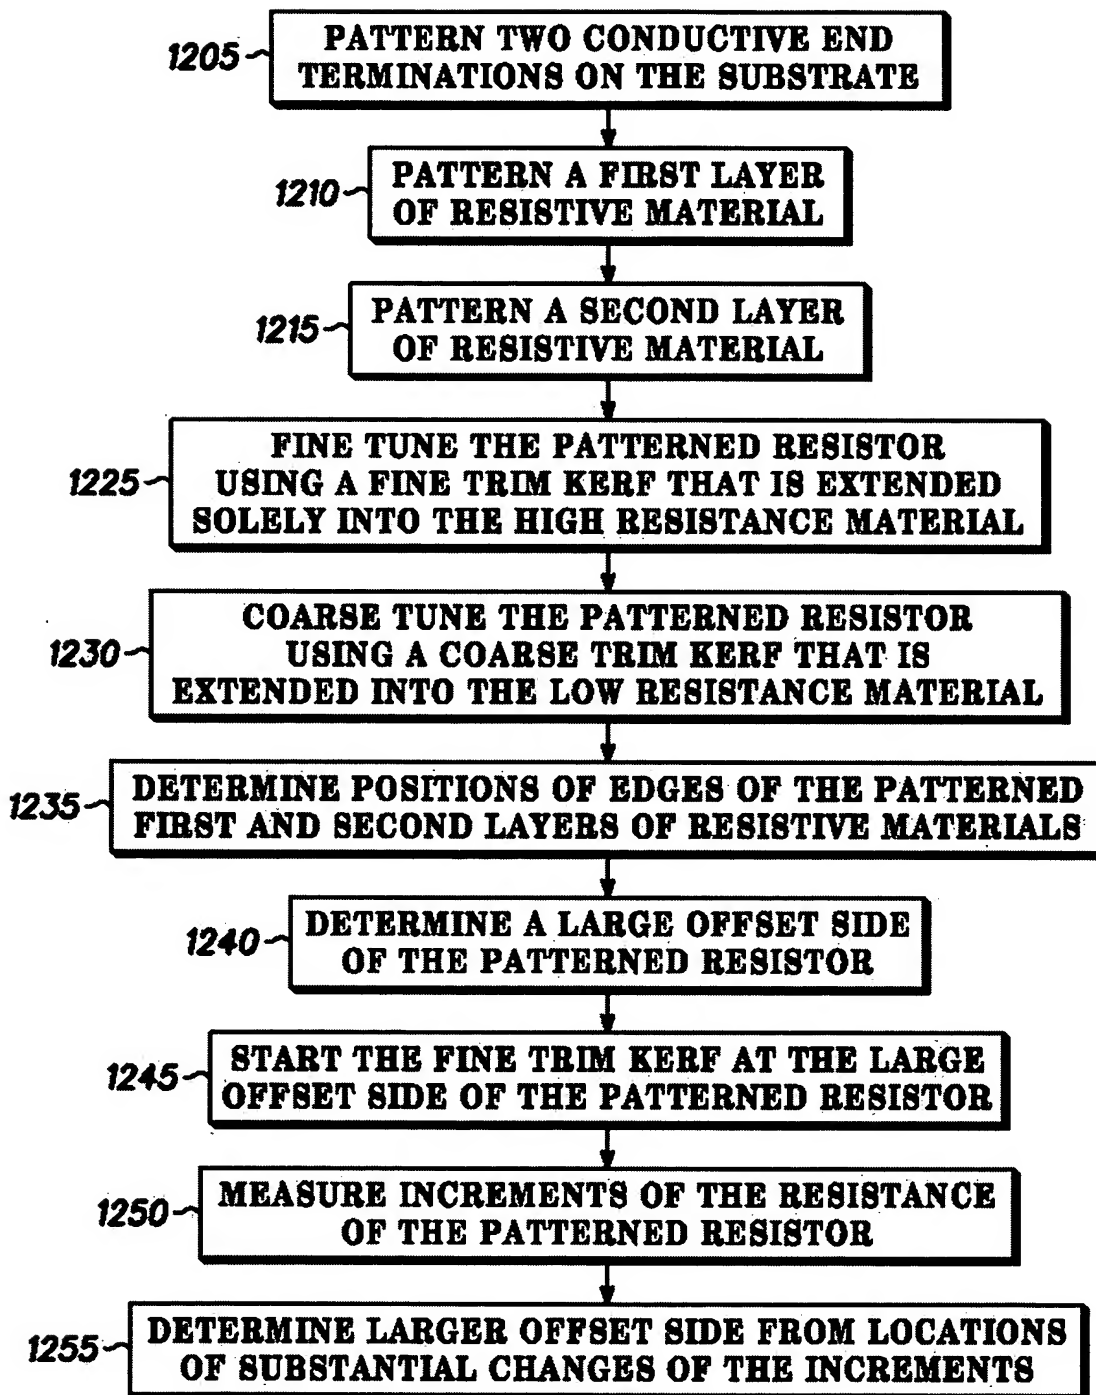 1205
PATTERN TWO CONDUCTIVE END
TERMINATIONS ON THE SUBSTRATE
1210
PATTERN A FIRST LAYER
OF RESISTIVE MATERIAL
1215
PATTERN A SECOND LAYER
OF RESISTIVE MATERIAL
1225
FINE TUNE THE PATTERNED RESISTOR
USING A FINE TRIM KERF THAT IS EXTENDED
SOLELY INTO THE HIGH RESISTANCE MATERIAL
1230
COARSE TUNE THE PATTERNED RESISTOR
USING A COARSE TRIM KERF THAT IS
EXTENDED INTO THE LOW RESISTANCE MATERIAL
1235
DETERMINE POSITIONS OF EDGES OF THE PATTERNED
FIRST AND SECOND LAYERS OF RESISTIVE MATERIALS
1240
DETERMINE A LARGE OFFSET SIDE
OF THE PATTERNED RESISTOR
1245
START THE FINE TRIM KERF AT THE LARGE
OFFSET SIDE OF THE PATTERNED RESISTOR
1250
MEASURE INCREMENTS OF THE RESISTANCE
OF THE PATTERNED RESISTOR
1255
DETERMINE LARGER OFFSET SIDE FROM LOCATIONS
OF SUBSTANTIAL CHANGES OF THE INCREMENTS